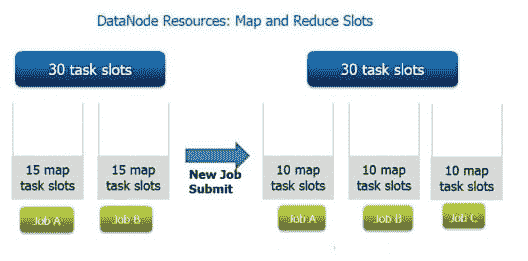 DataNode Resources: Map and Reduce Slots
30 task slots
30 task slots
15 map
task slots
15 map
task slots
New Job
Submit
10 map
task slots
10 map
task slots
10 map
task slots
Job A
Job B
Job A
Job B
Job C